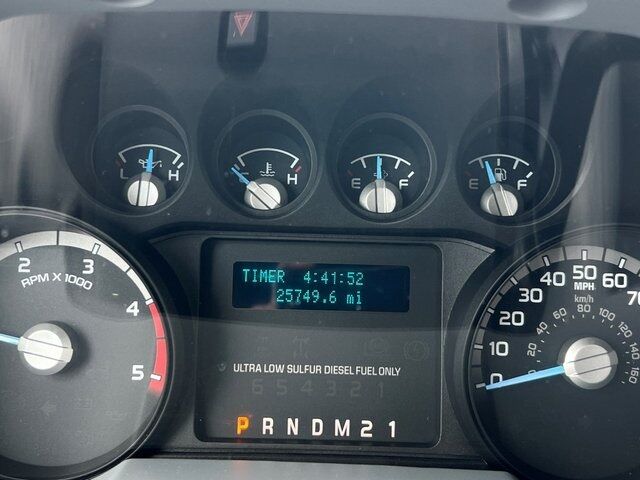 L H
C H
E F
E F
2 3 4 5
RPM X 1000
TIMER 4:41:52
25749.6 mi
ULTRA LOW SULFUR DIESEL FUEL ONLY
6 5 4 3 2 1
P R N D M 2 1
0 10 20 30 40 50 60 70
MPH
km/h
0 20 40 60 80 100 120 140 160